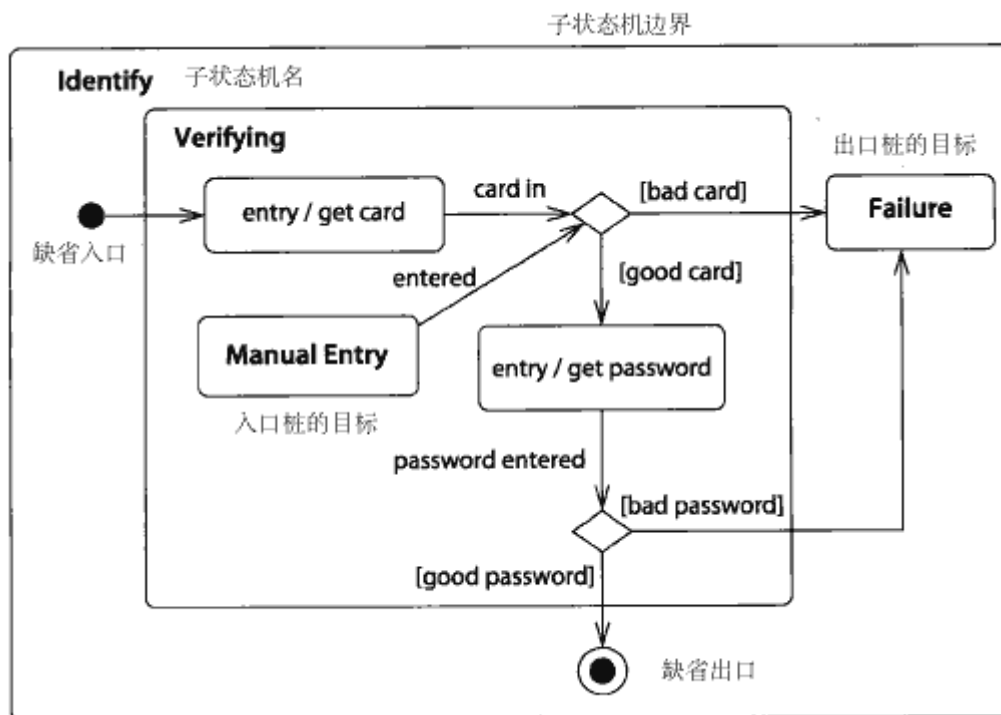 子状态机边界
Identify 子状态机名
Verifying
出口桩的目标
entry / get card
card in
[bad card]
Failure
缺省入口
entered
[good card]
Manual Entry
entry / get password
入口桩的目标
password entered
[bad password]
[good password]
缺省出口